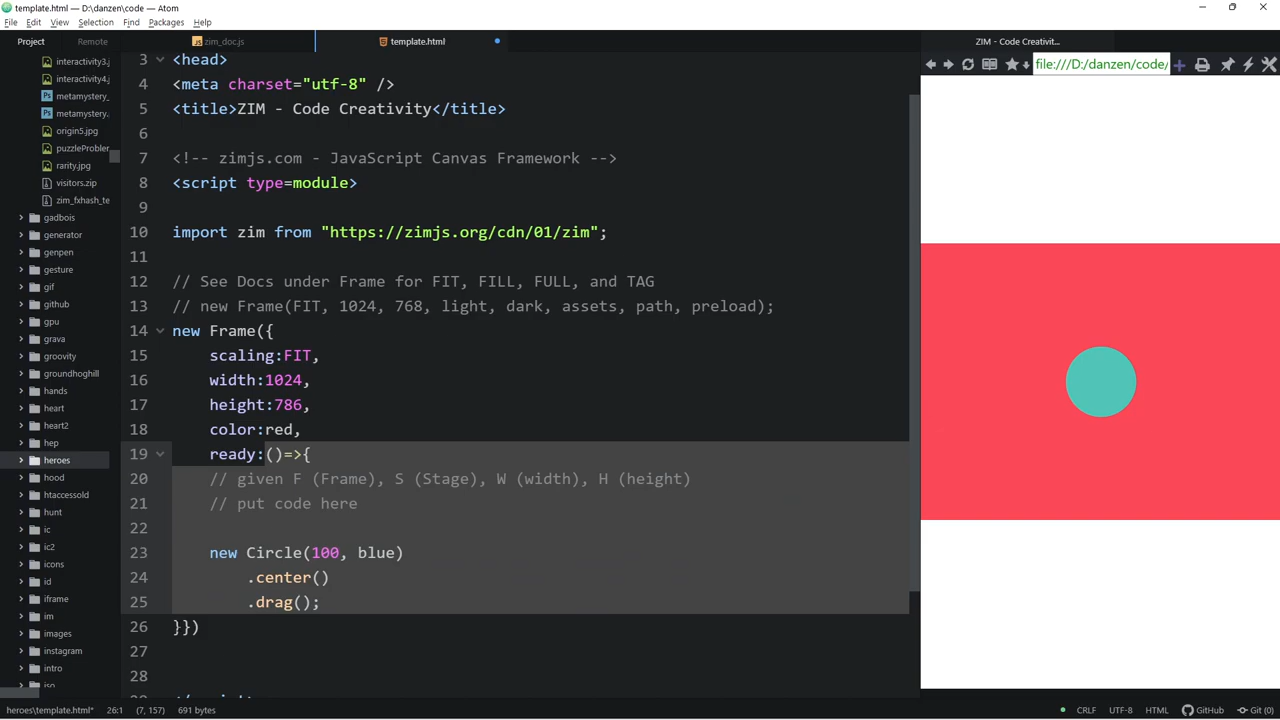 template.html — D:\danzen\code — Atom
File Edit View Selection Find Packages Help
Project Remote
zim_doc.js
template.html
ZIM - Code Creativit...
file:///D:/danzen/code/
interactivity3.j
interactivity4.j
metamystery_
metamystery.
origin5.jpg
puzzleProbler
rarity.jpg
visitors.zip
zim_fxhash_te
gadbois
generator
genpen
gesture
gif
github
gpu
grava
groovity
groundhoghill
hands
heart
heart2
hep
heroes
hood
htaccessold
hunt
ic
ic2
icons
id
iframe
im
images
instagram
intro
iso
3 <head>
4 <meta charset="utf-8" />
5 <title>ZIM - Code Creativity</title>
6
7 <!-- zimjs.com - JavaScript Canvas Framework -->
8 <script type=module>
9
10 import zim from "https://zimjs.org/cdn/01/zim";
11
12 // See Docs under Frame for FIT, FILL, FULL, and TAG
13 // new Frame(FIT, 1024, 768, light, dark, assets, path, preload);
14 new Frame({
15 scaling:FIT,
16 width:1024,
17 height:786,
18 color:red,
19 ready:()=>{
20 // given F (Frame), S (Stage), W (width), H (height)
21 // put code here
22
23 new Circle(100, blue)
24 .center()
25 .drag();
26 }})
27
28
heroes\template.html* 26:1 (7, 157) 691 bytes
CRLF UTF-8 HTML GitHub Git (0)